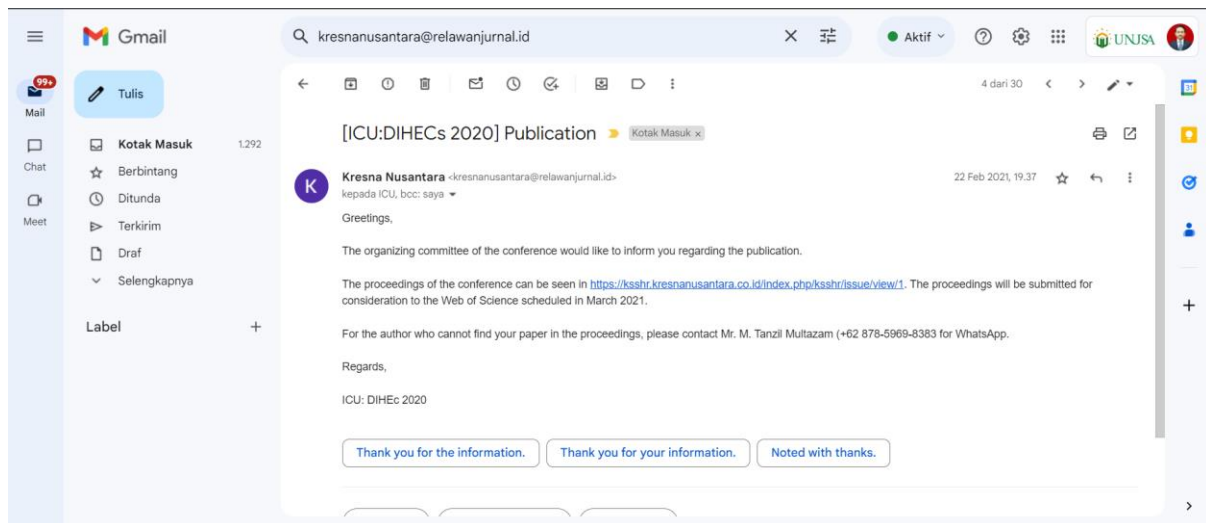 Gmail
kresnanusantara@relawanjurnal.id
Aktif
UNUSA
99+
Mail
Chat
Meet
Tulis
Kotak Masuk 1.292
Berbintang
Ditunda
Terkirim
Draf
Selengkapnya
Label
4 dari 30
31
[ICU:DIHECs 2020] Publication Kotak Masuk x
K
Kresna Nusantara <kresnanusantara@relawanjurnal.id> 22 Feb 2021, 19.37
kepada ICU, bcc: saya
Greetings,
The organizing committee of the conference would like to inform you regarding the publication.
The proceedings of the conference can be seen in https://ksshr.kresnanusantara.co.id/index.php/ksshr/issue/view/1. The proceedings will be submitted for
consideration to the Web of Science scheduled in March 2021.
For the author who cannot find your paper in the proceedings, please contact Mr. M. Tanzil Multazam (+62 878-5969-8383 for WhatsApp.
Regards,
ICU: DIHEc 2020
Thank you for the information. Thank you for your information. Noted with thanks.